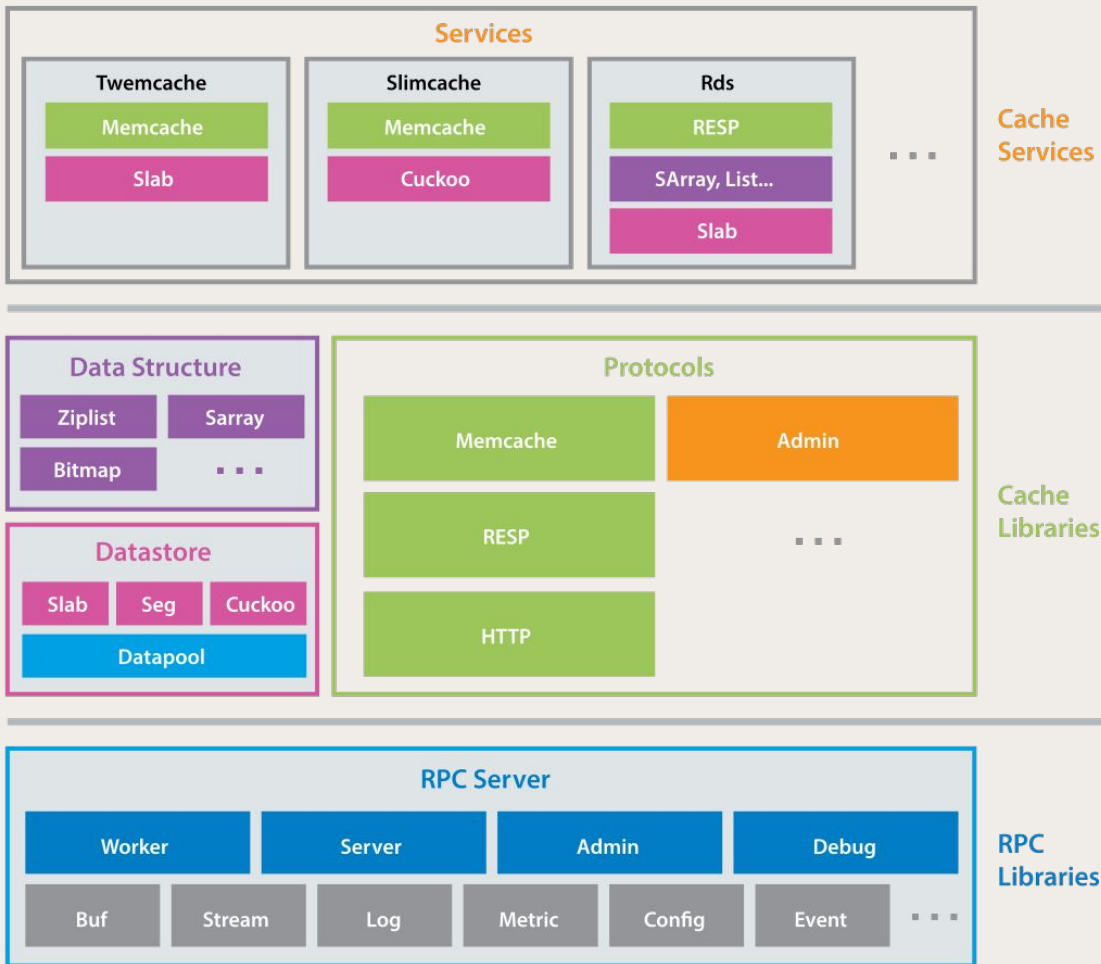 Services
Twemcache
Memcache
Slab
Slimcache
Memcache
Cuckoo
Rds
RESP
SArray, List...
Slab
...
Cache
Services
Data Structure
Ziplist
Sarray
Bitmap
...
Datastore
Slab
Seg
Cuckoo
Datapool
Protocols
Memcache
Admin
RESP
...
HTTP
Cache
Libraries
RPC Server
Worker
Server
Admin
Debug
Buf
Stream
Log
Metric
Config
Event
...
RPC
Libraries